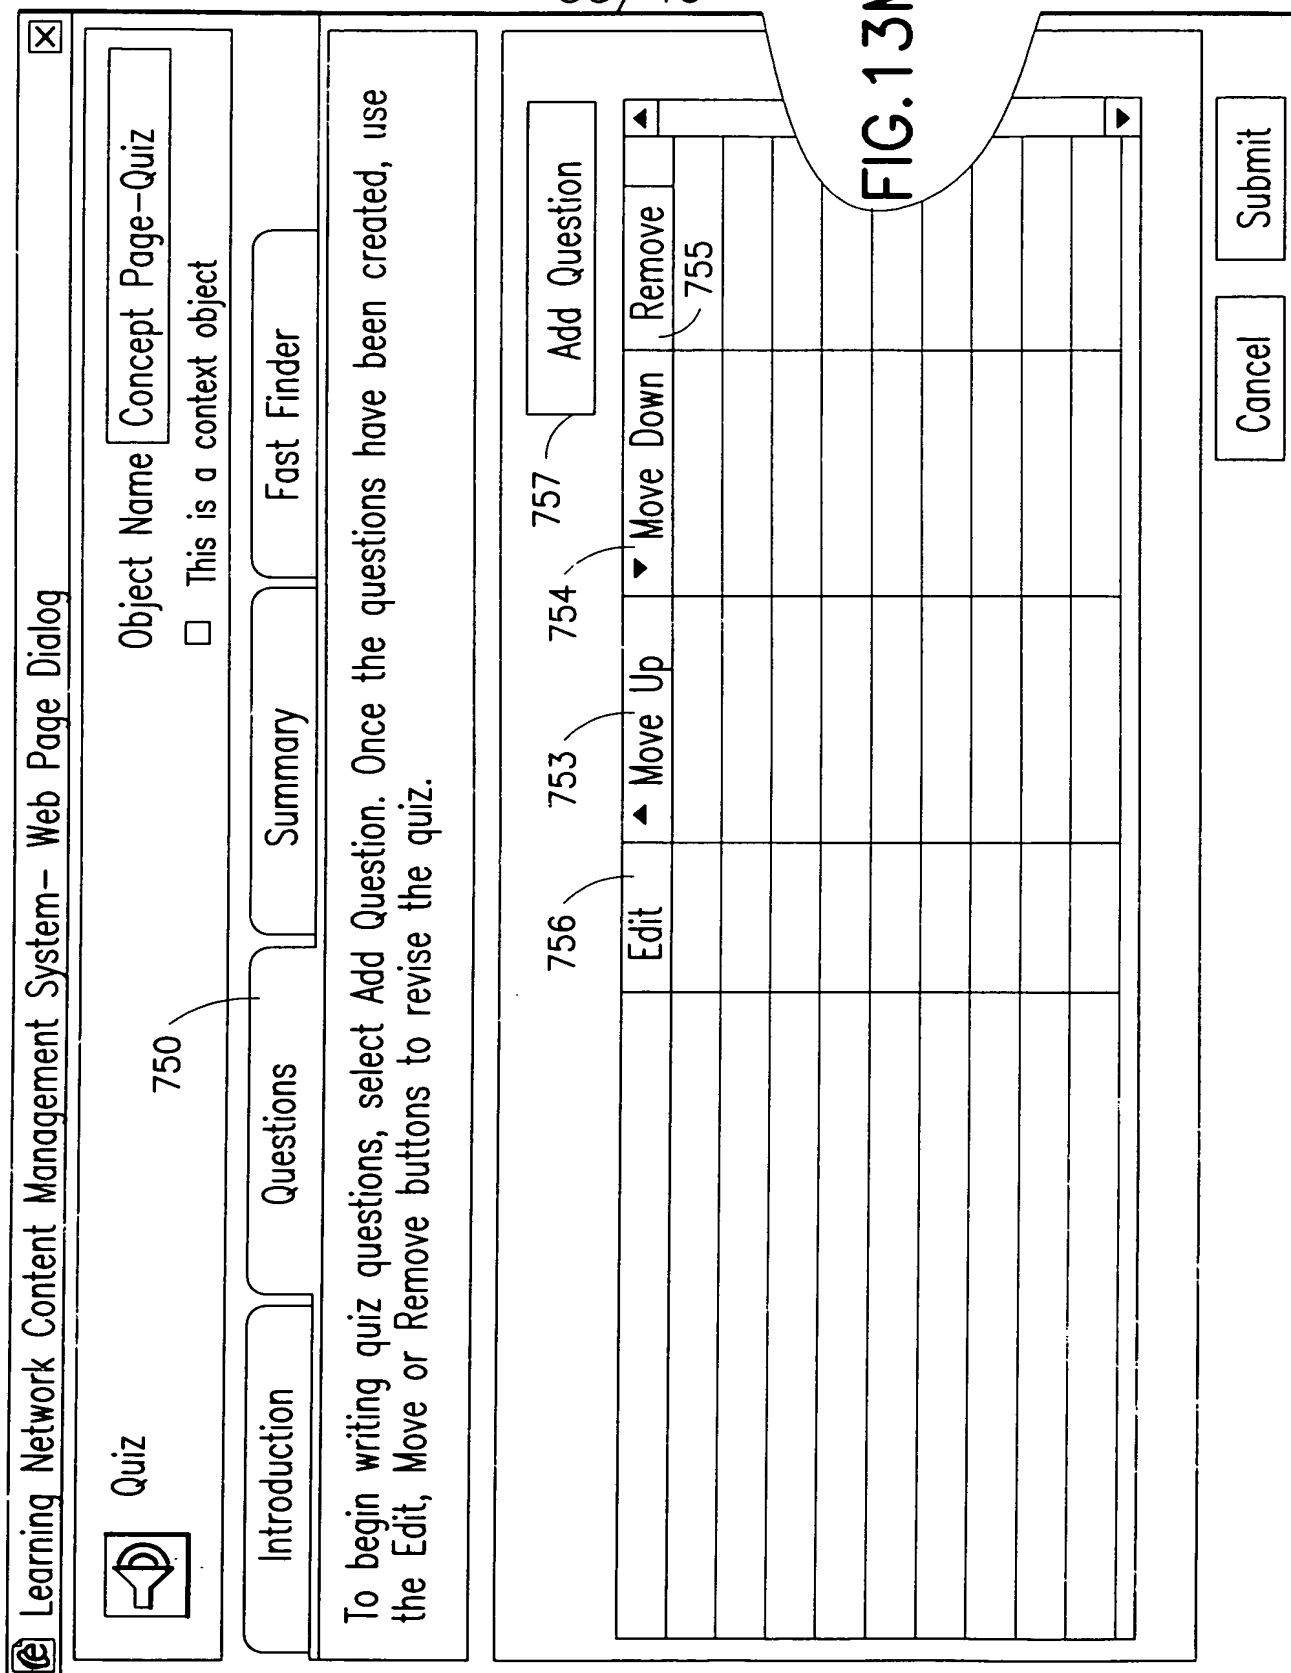 Learning Network Content Management System- Web Page Dialog
Quiz
Object Name Concept Page-Quiz
This is a context object
750
Introduction
Questions
Summary
Fast Finder
To begin writing quiz questions, select Add Question. Once the questions have been created, use
the Edit, Move or Remove buttons to revise the quiz.
757
Add Question
756
753
754
Edit
Move Up
Move Down
Remove
755
Cancel
Submit